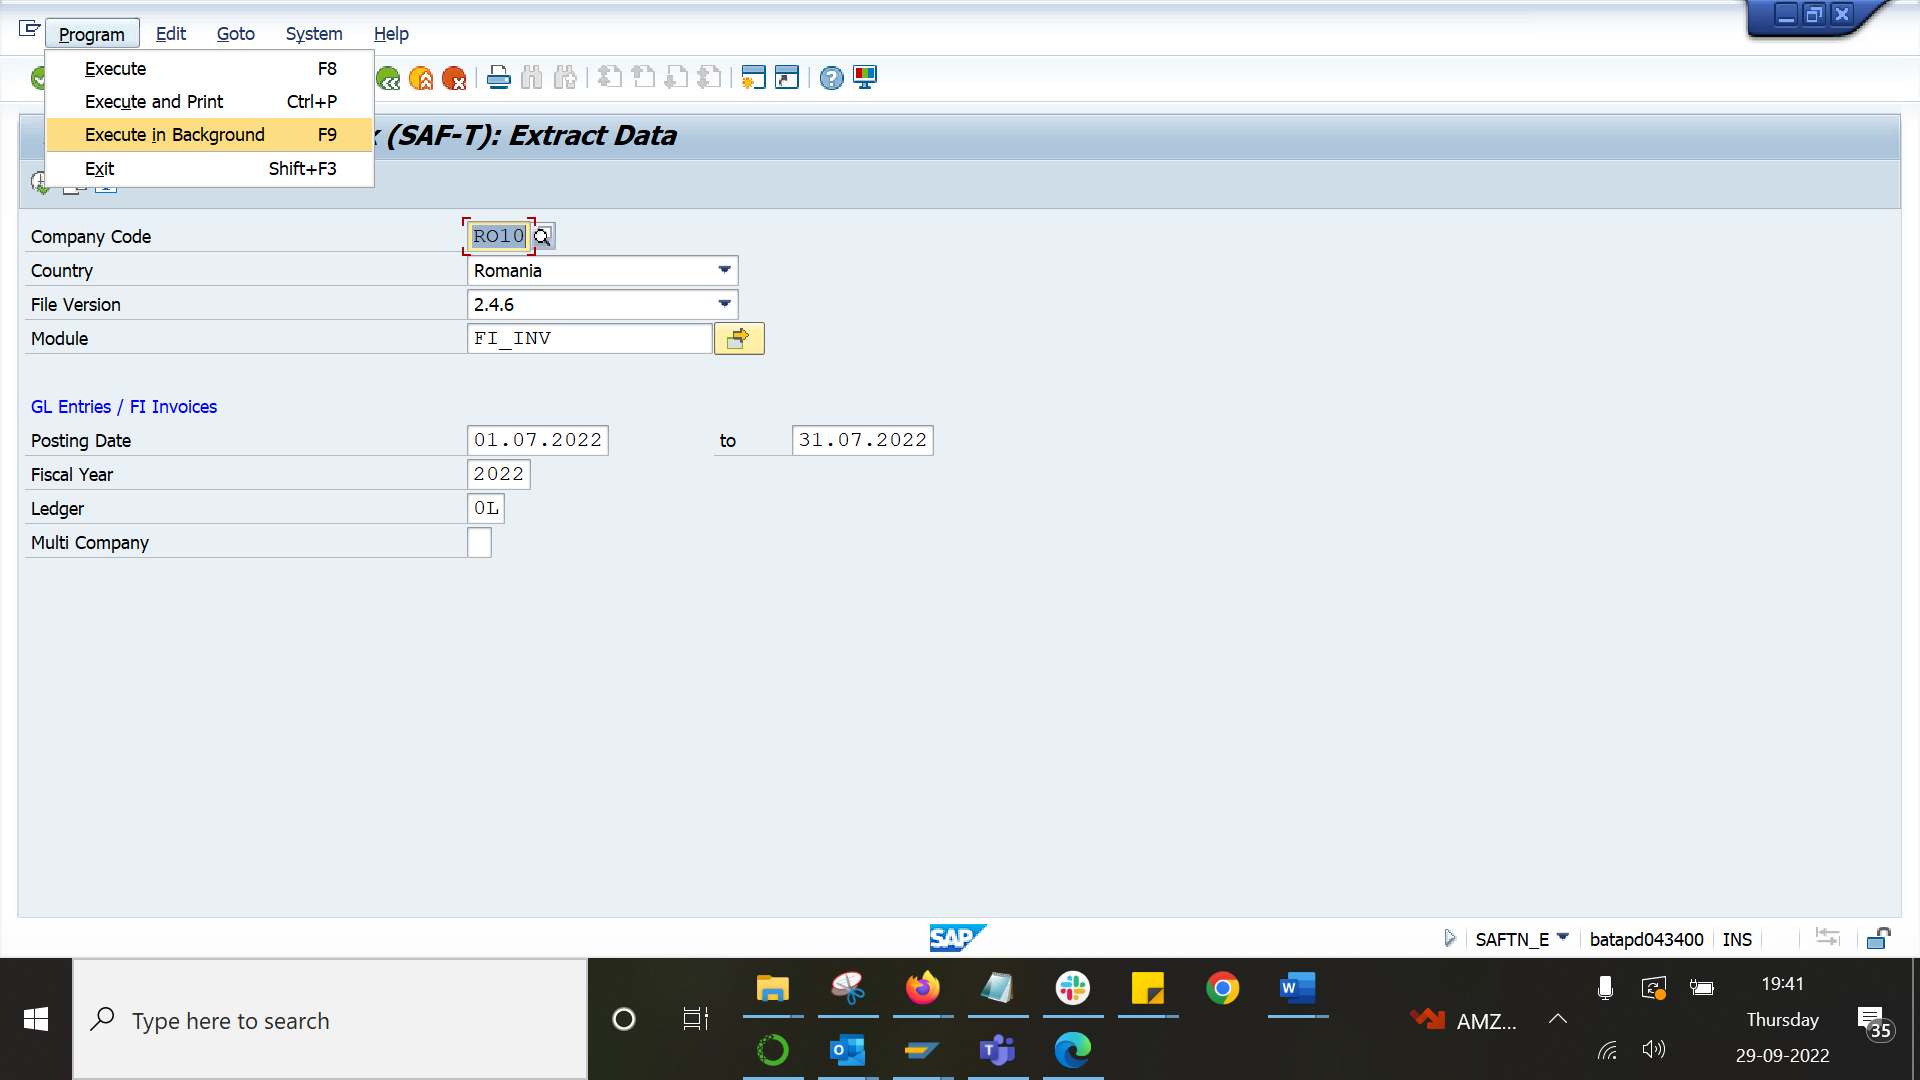 Program Edit Goto System Help
Execute F8
Execute and Print Ctrl+P
Execute in Background F9
Exit Shift+F3
(SAF-T): Extract Data
Company Code RO10
Country Romania
File Version 2.4.6
Module FI_INV
GL Entries / FI Invoices
Posting Date 01.07.2022 to 31.07.2022
Fiscal Year 2022
Ledger 0L
Multi Company
SAP SAFTN_E batapd043400 INS
Type here to search
AMZ...
19:41
Thursday
29-09-2022
35